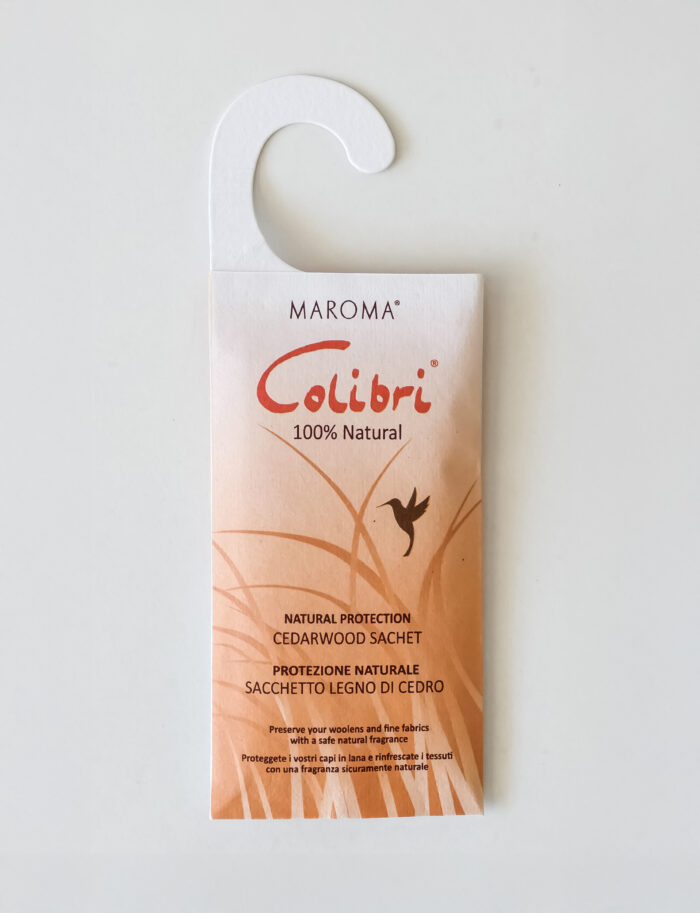 MAROMA®
Colibri®
100% Natural
NATURAL PROTECTION
CEDARWOOD SACHET
PROTEZIONE NATURALE
SACCHETTO LEGNO DI CEDRO
Preserve your woolens and fine fabrics
with a safe natural fragrance
Proteggete i vostri capi in lana e rinfrescate i tessuti
con una fragranza sicuramente naturale